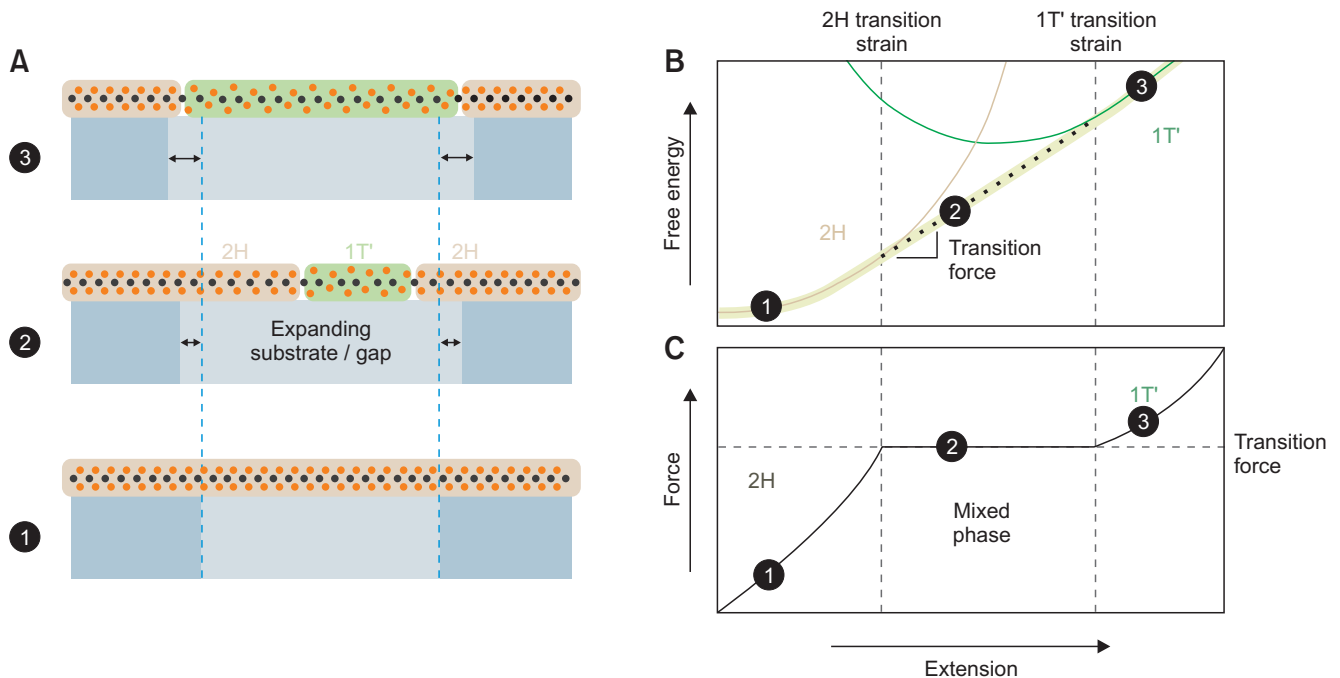 A
3
2H
1T'
2H
2
Expanding
substrate / gap
1
2H transition
strain
1T' transition
strain
B
Free energy
3
1T'
2
2H
Transition
force
1
C
Force
1T'
3
2
Transition
force
2H
Mixed
phase
1
Extension